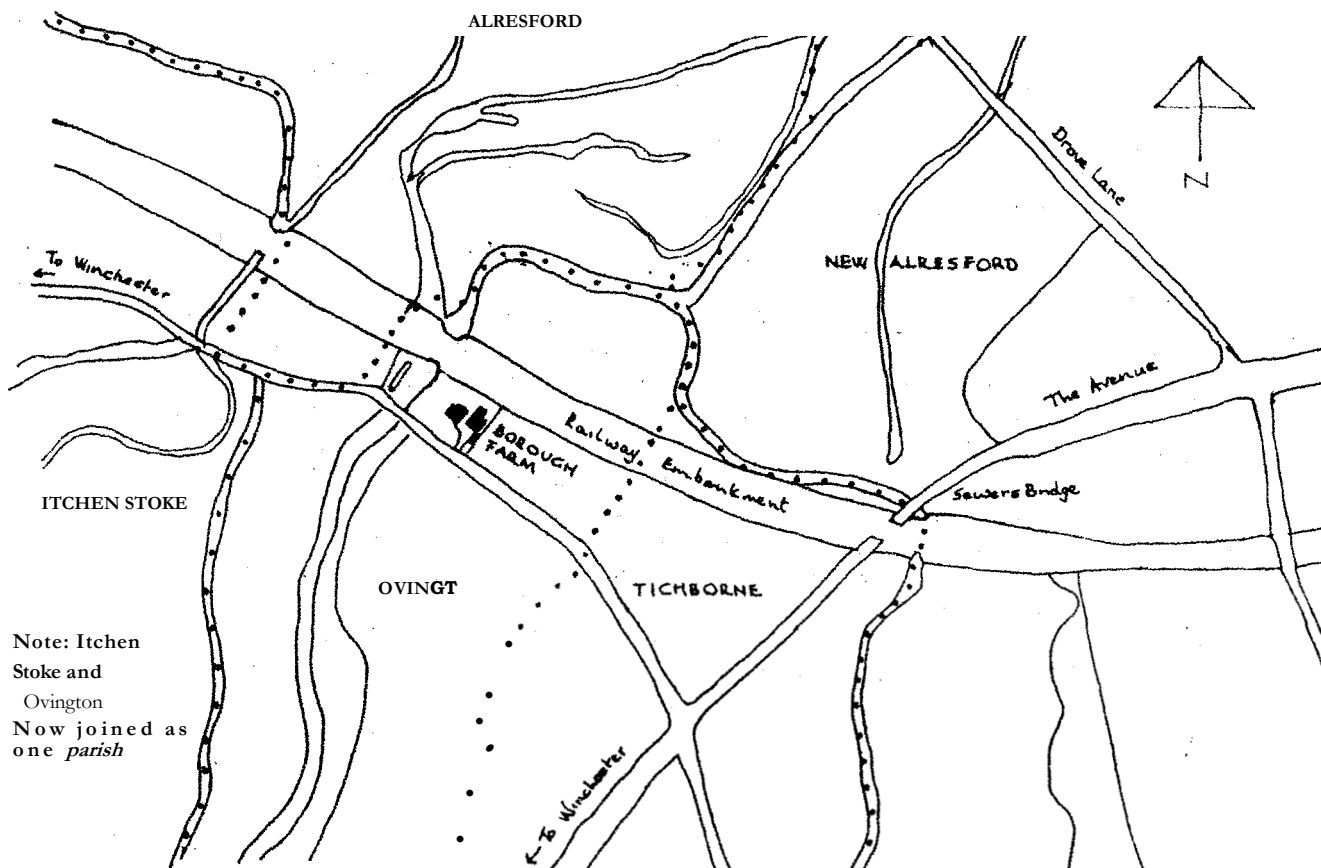 ALRESFORD
Drove Lane
N
To Winchester
NEW ALRESFORD
The Avenue
Railway Embankment
BOROUGH
FARM
Sewers Bridge
ITCHEN STOKE
OVINGT
TICHBORNE
Note: Itchen
Stoke and
Ovington
Now joined as
one parish
To Winchester